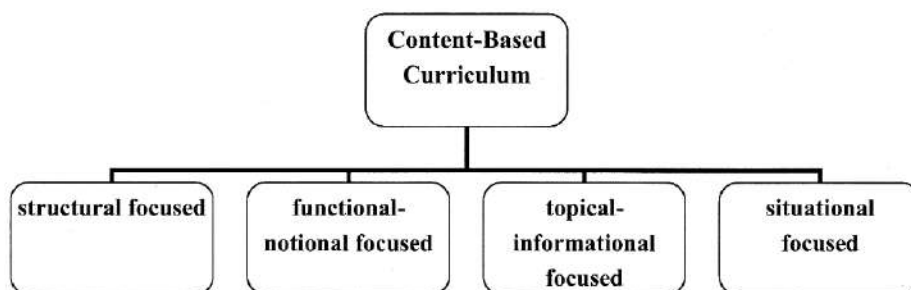 Content-Based
Curriculum
structural focused
functional-
notional focused
topical-
informational
focused
situational
focused